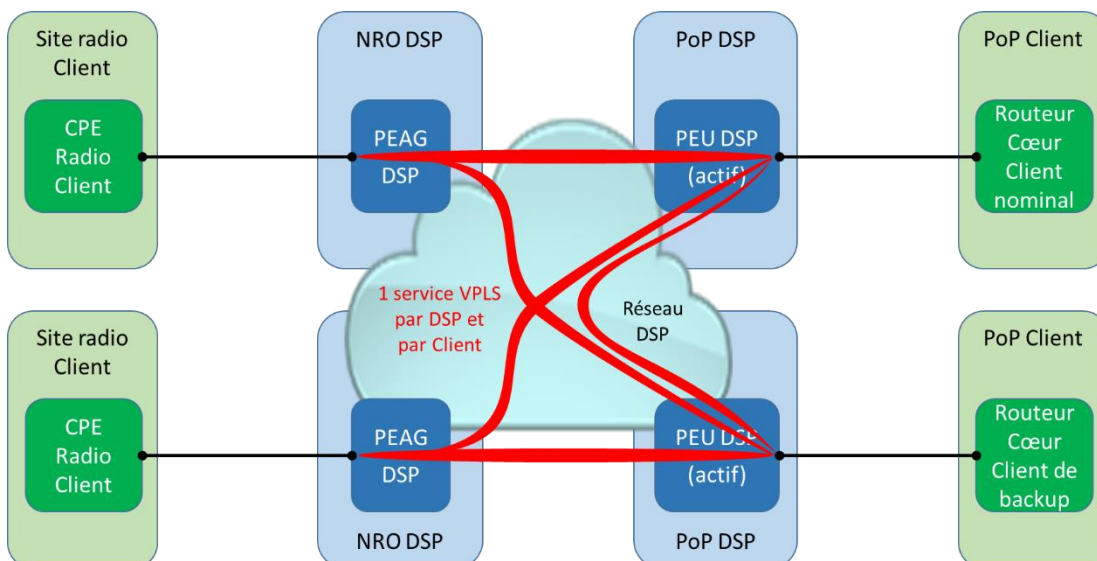 Site radio
Client
CPE
Radio
Client
NRO DSP
PEAG
DSP
PoP DSP
PEU DSP
(actif)
PoP Client
Routeur
Cœur
Client
nominal
1 service VPLS
par DSP et
par Client
Réseau
DSP
Site radio
Client
CPE
Radio
Client
PEAG
DSP
NRO DSP
PEU DSP
(actif)
PoP DSP
PoP Client
Routeur
Cœur
Client de
backup